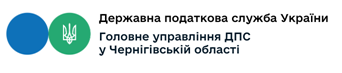 Державна податкова служба України
Головне управління ДПС
у Чернігівській області